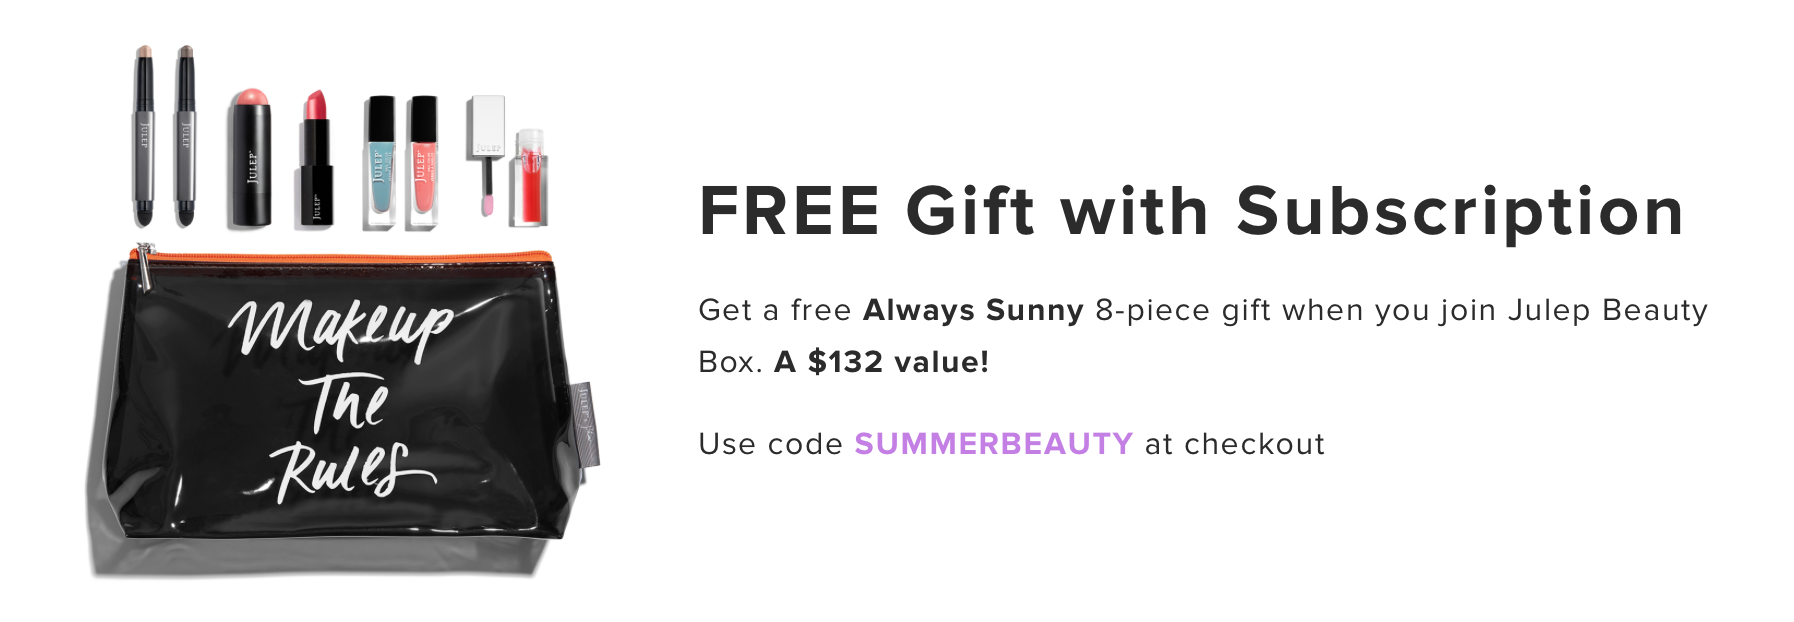 JULEP
JULEP
JULEP
JULEP
JULEP
JULEP
JULEP
Makeup
The
Rules
JULEP
FREE Gift with Subscription
Get a free Always Sunny 8-piece gift when you join Julep Beauty
Box. A $132 value!
Use code SUMMERBEAUTY at checkout